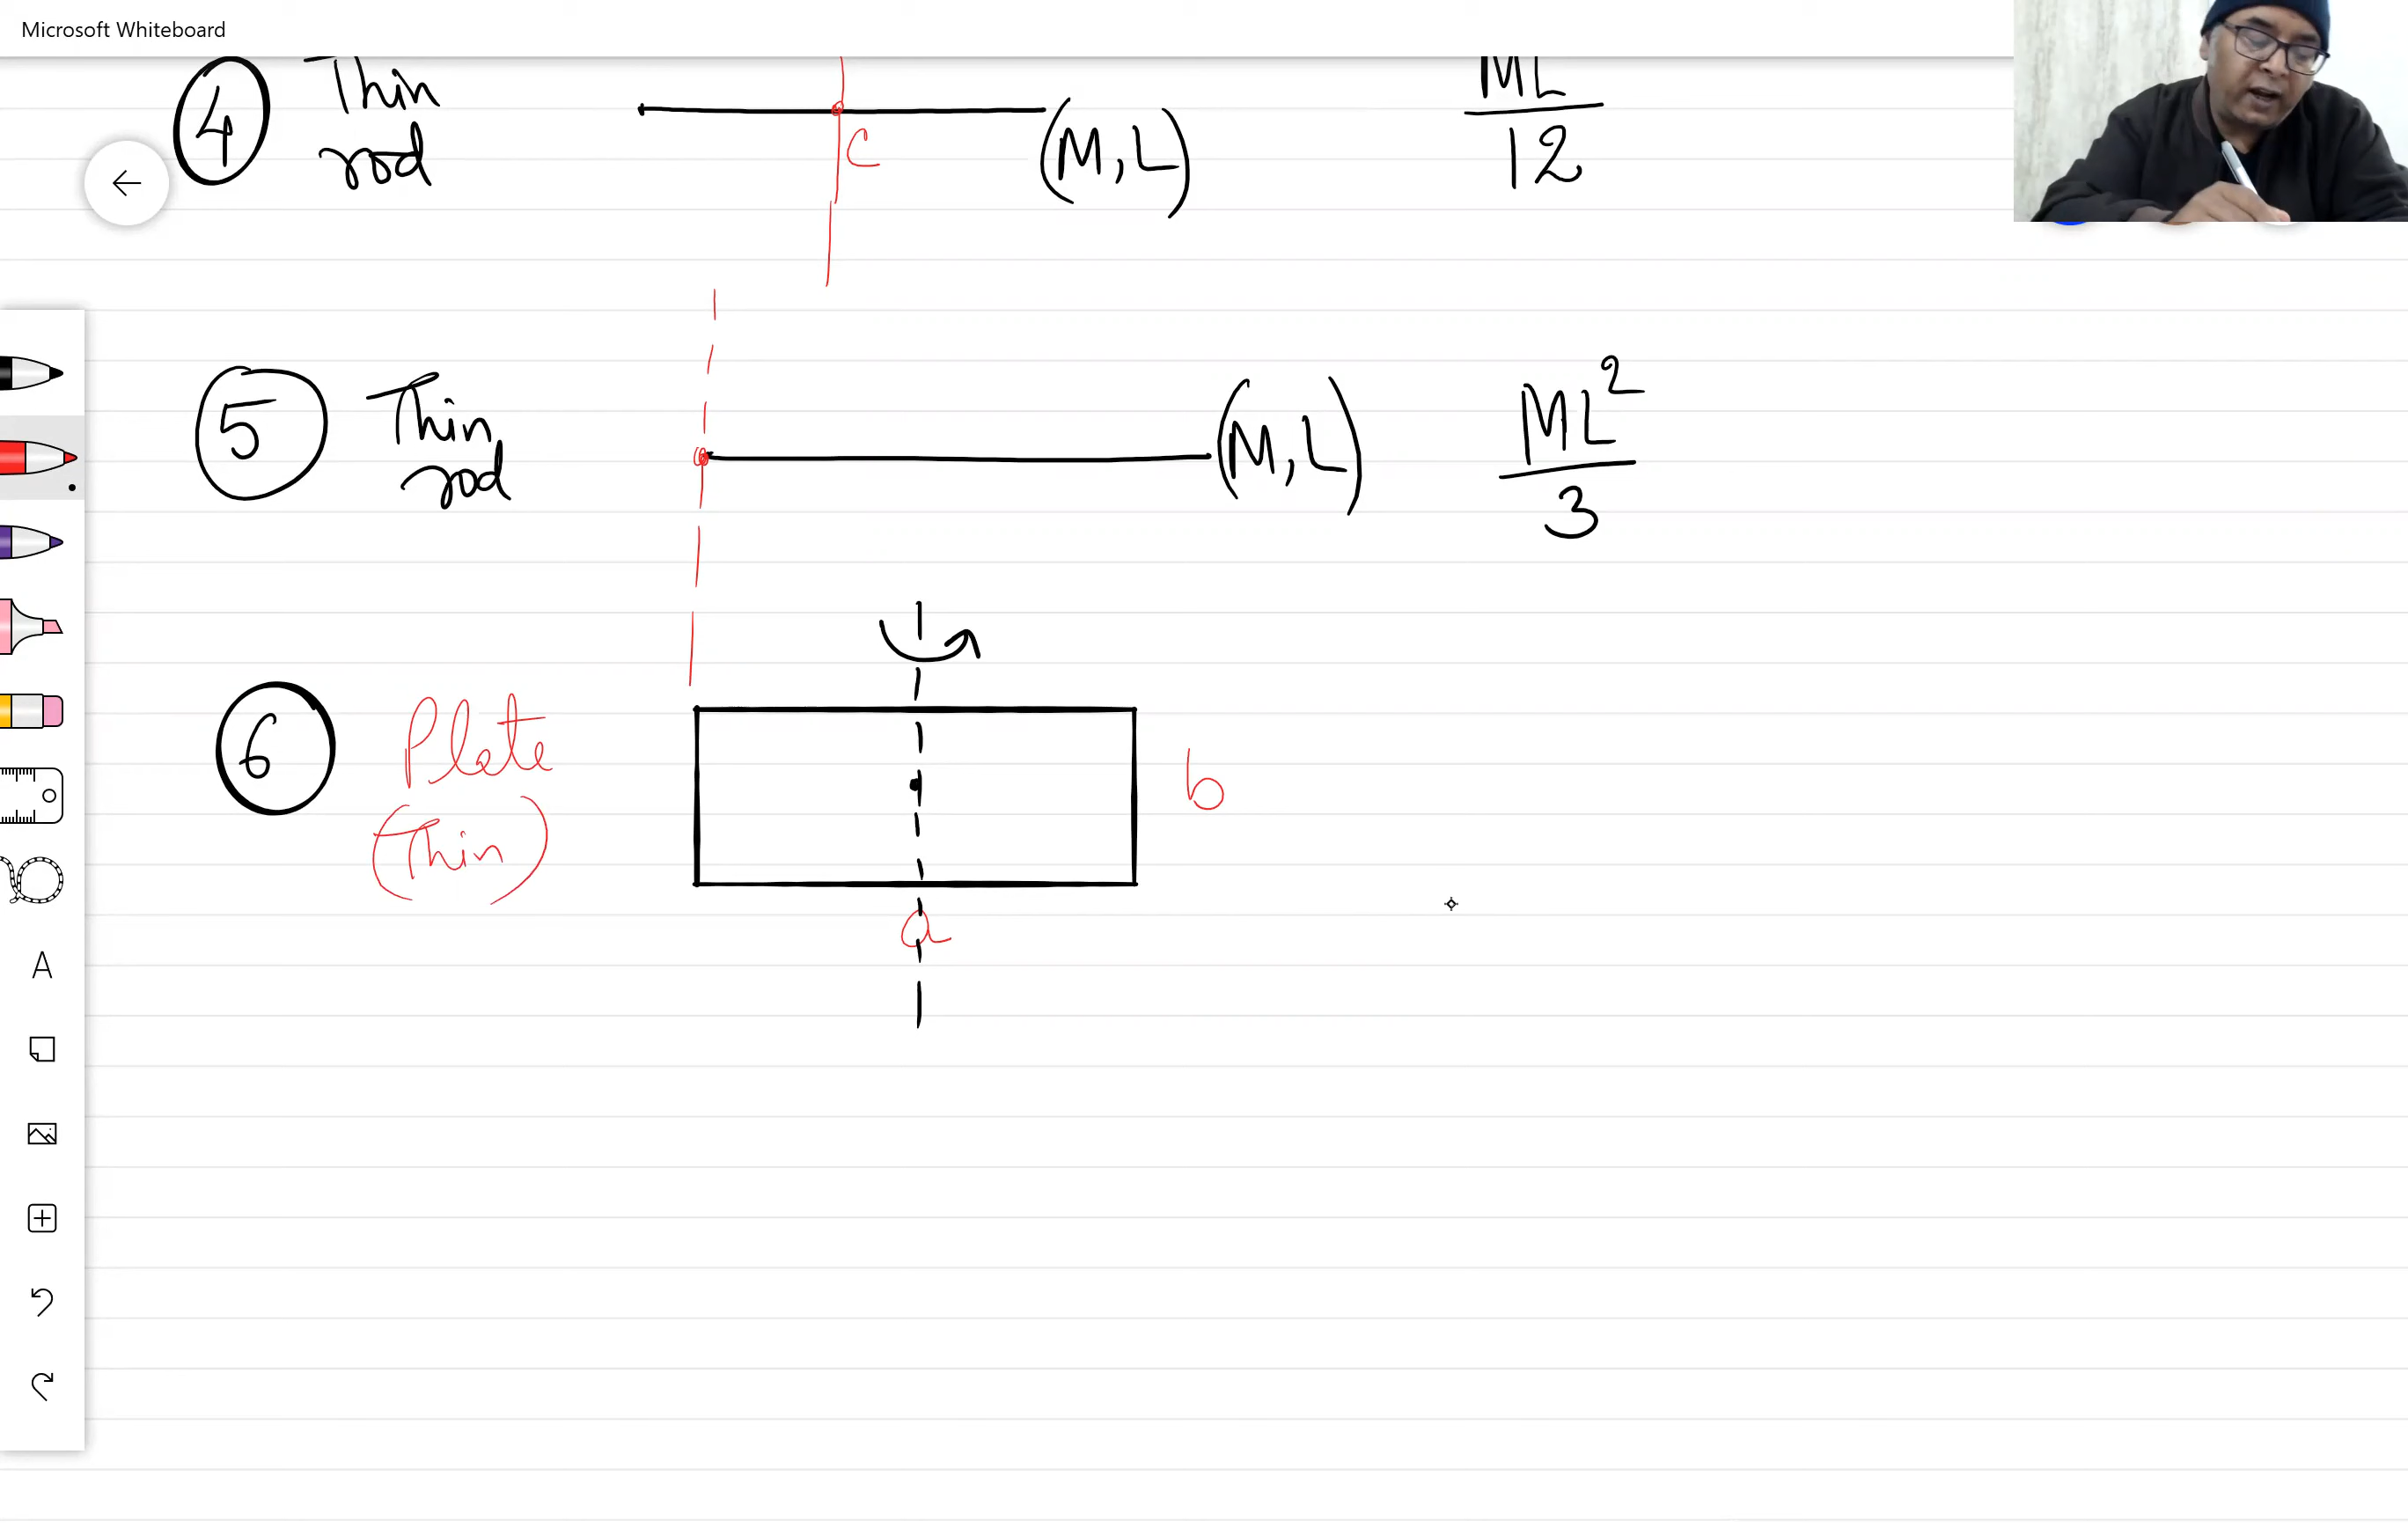 Microsoft Whiteboard
4 Thin rod
C
(M, L)
ML
12
5 Thin rod
(M, L)
ML²
3
6 Plate (Thin)
b
a
A